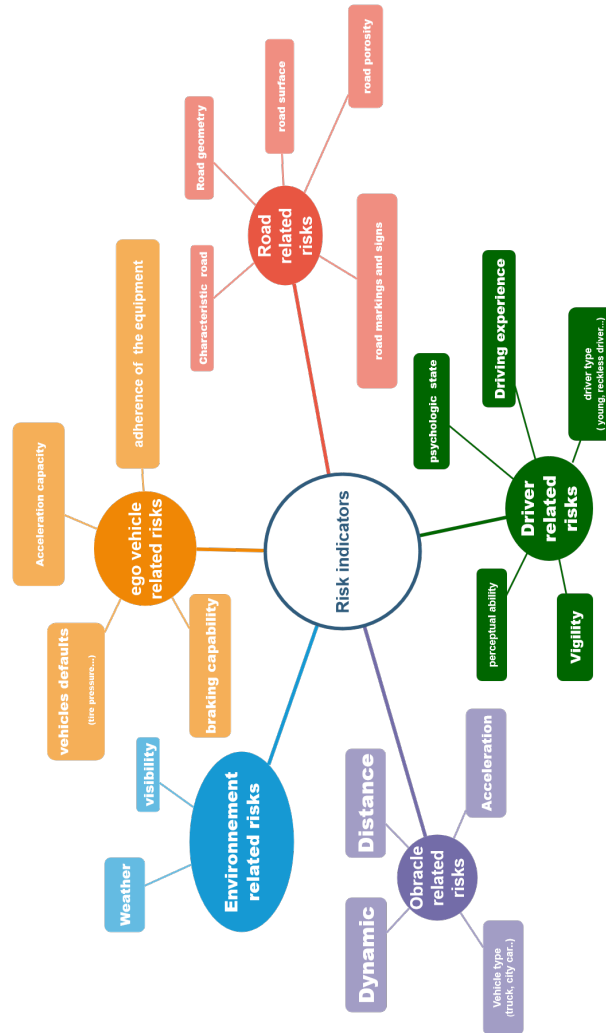 Risk indicators
Environnement
related risks
Weather
visibility
ego vehicle
related risks
vehicles defaults
(tire pressure...)
Acceleration capacity
braking capability
adherence of the equipment
Road
related
risks
Characteristic road
Road geometry
road surface
road porosity
road markings and signs
Obracle
related
risks
Dynamic
Distance
Vehicle type
(truck, city car..)
Acceleration
Driver
related
risks
perceptual ability
psychologic state
Vigility
Driving experience
driver type
( young, reckless driver...)